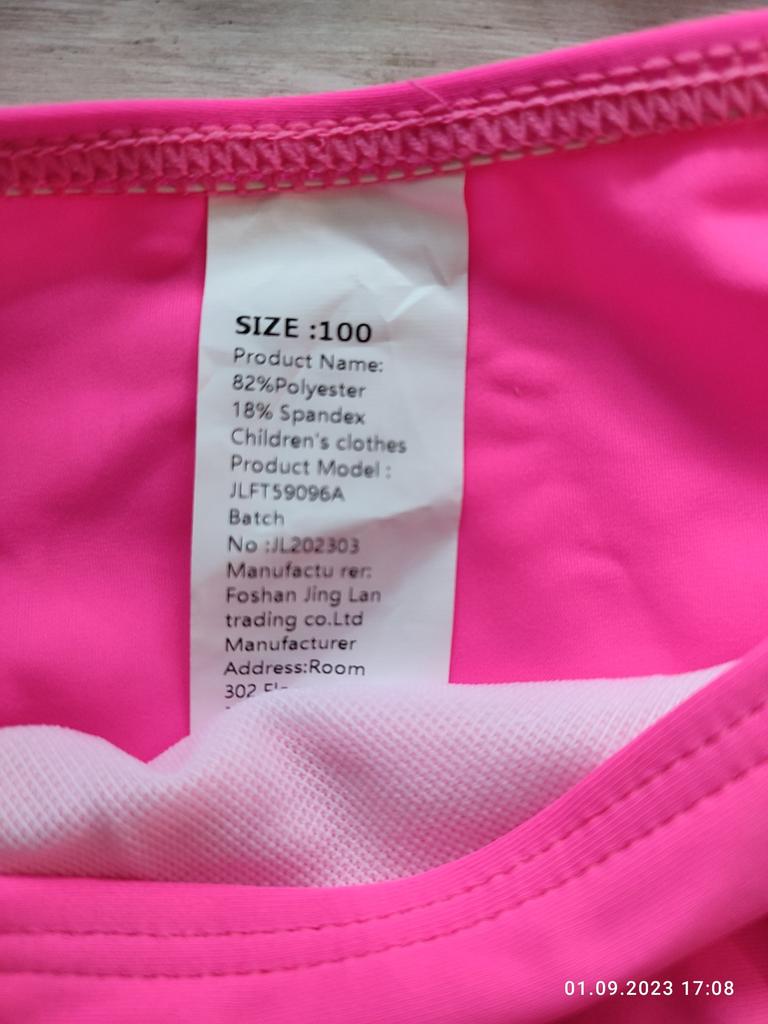 SIZE :100
Product Name:
82%Polyester
18% Spandex
Children's clothes
Product Model :
JLFT59096A
Batch
No :JL202303
Manufactu rer:
Foshan Jing Lan
trading co.Ltd
Manufacturer
Address:Room
302
01.09.2023 17:08